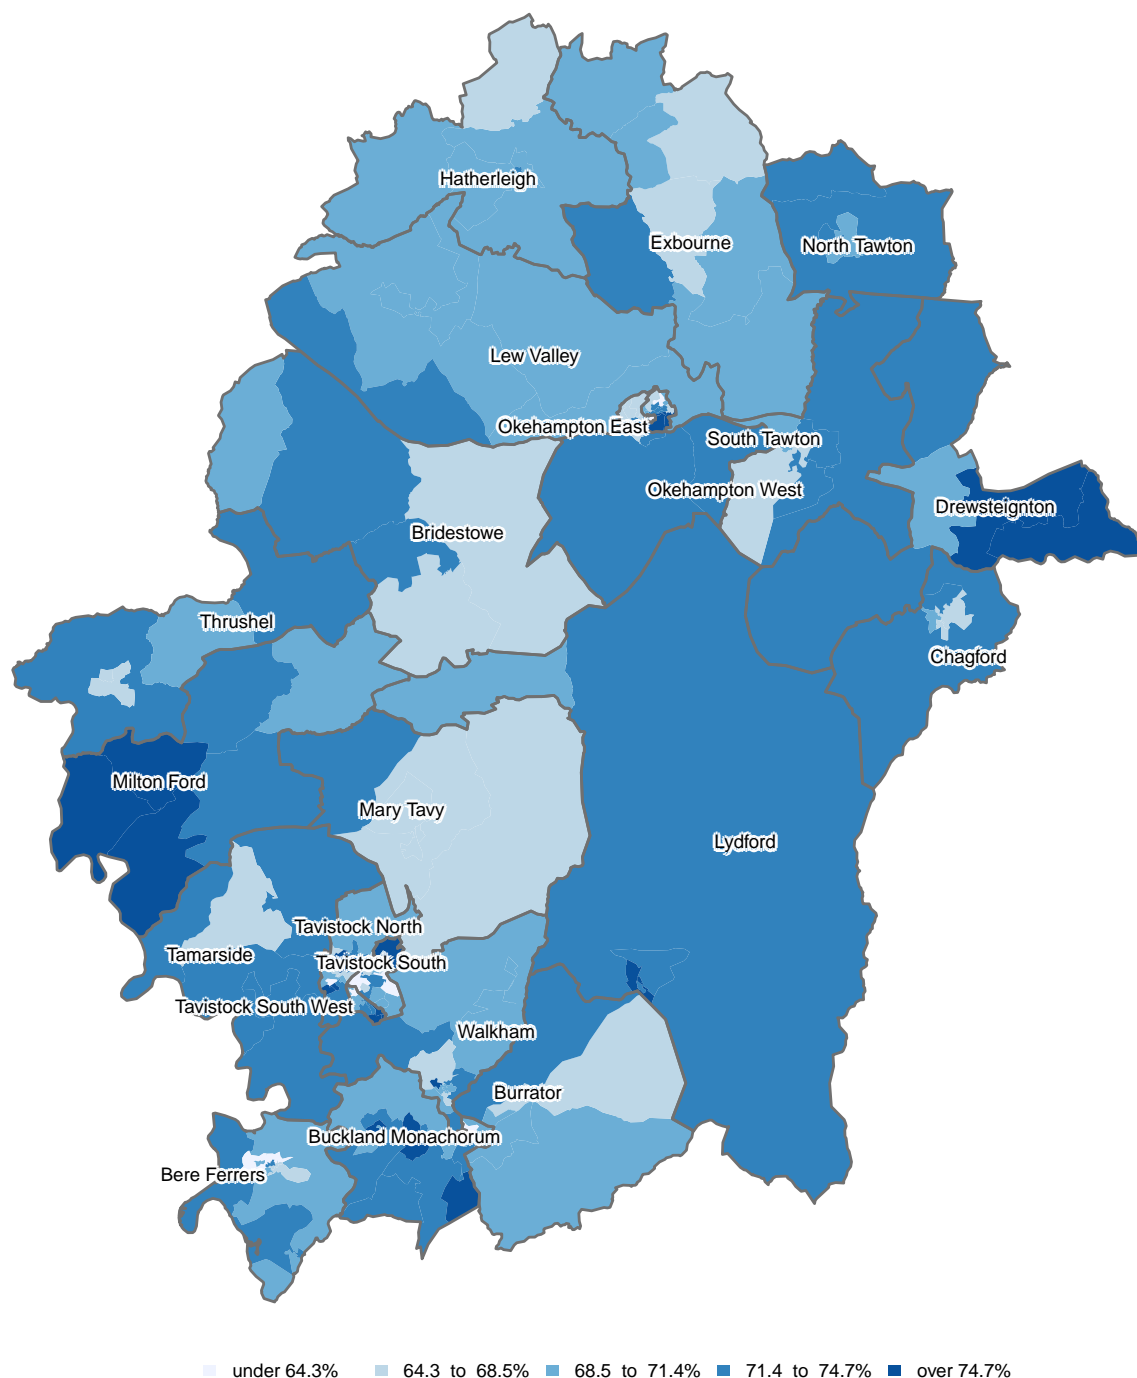 Hatherleigh
Exbourne
North Tawton
Lew Valley
Okehampton East
South Tawton
Okehampton West
Drewsteignton
Bridestowe
Thrushel
Chagford
Milton Ford
Mary Tavy
Lydford
Tavistock North
Tamarside
Tavistock South
Tavistock South West
Walkham
Burrator
Buckland Monachorum
Bere Ferrers
under 64.3% 64.3 to 68.5% 68.5 to 71.4% 71.4 to 74.7% over 74.7%